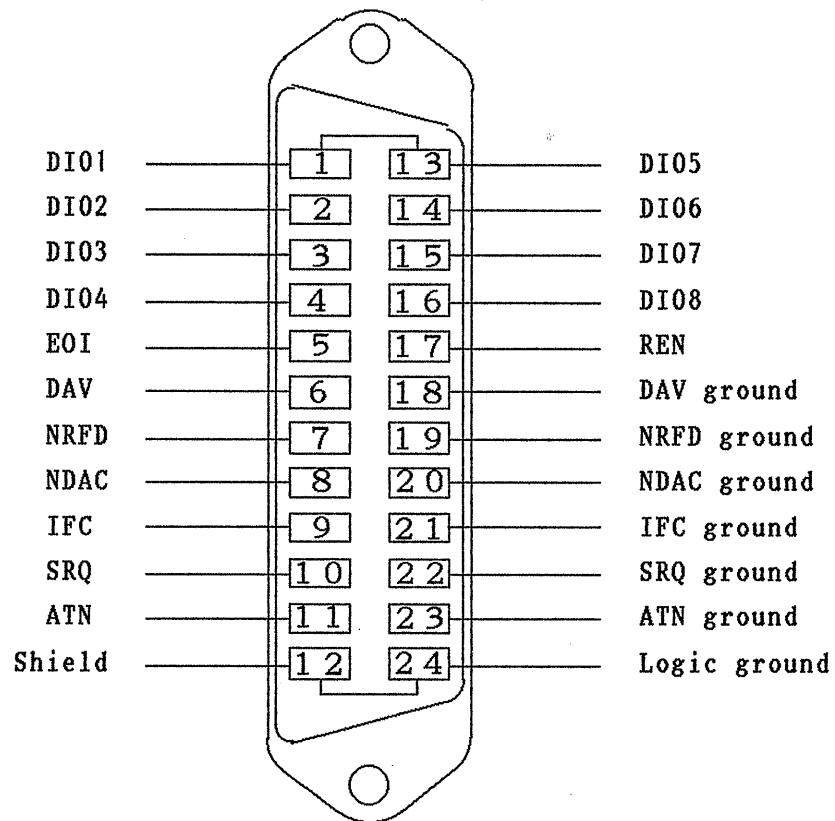 DIO1 1 13 DIO5
DIO2 2 14 DIO6
DIO3 3 15 DIO7
DIO4 4 16 DIO8
EOI 5 17 REN
DAV 6 18 DAV ground
NRFD 7 19 NRFD ground
NDAC 8 20 NDAC ground
IFC 9 21 IFC ground
SRQ 10 22 SRQ ground
ATN 11 23 ATN ground
Shield 12 24 Logic ground